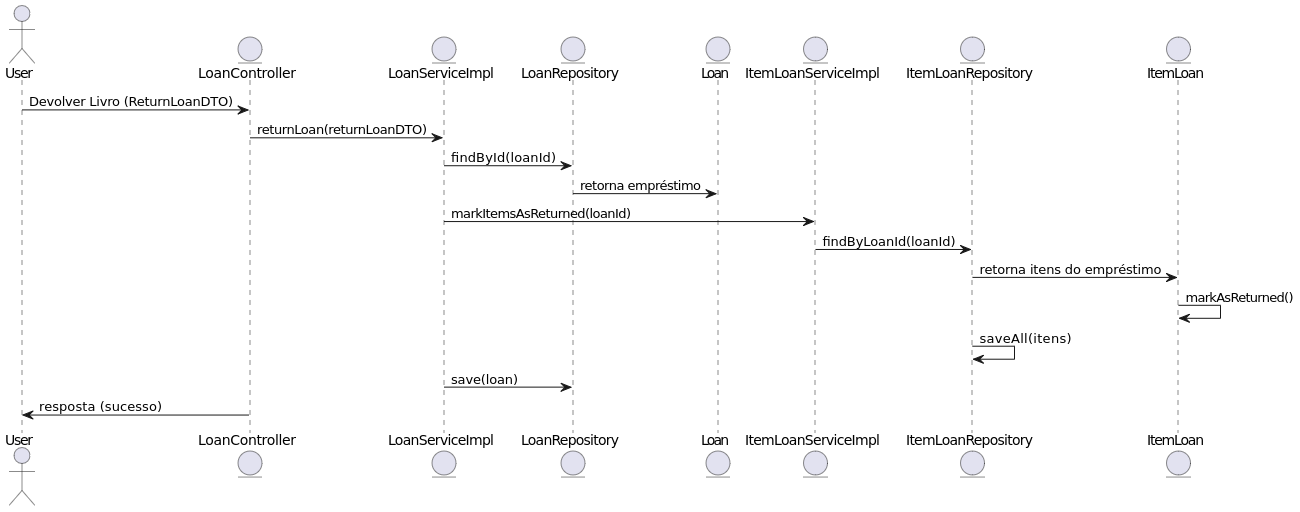 User
LoanController
LoanServiceImpl
LoanRepository
Loan
ItemLoanServiceImpl
ItemLoanRepository
ItemLoan
Devolver Livro (ReturnLoanDTO)
returnLoan(returnLoanDTO)
findById(loanId)
retorna empréstimo
markItemsAsReturned(loanId)
findByLoanId(loanId)
retorna itens do empréstimo
markAsReturned()
saveAll(itens)
save(loan)
resposta (sucesso)
User
LoanController
LoanServiceImpl
LoanRepository
Loan
ItemLoanServiceImpl
ItemLoanRepository
ItemLoan